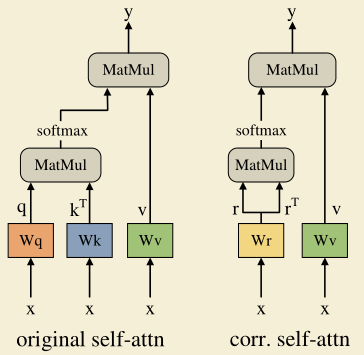 y y
MatMul MatMul
softmax softmax
MatMul MatMul
q k^T v r r^T v
Wq Wk Wv Wr Wv
x x x x x
original self-attn corr. self-attn